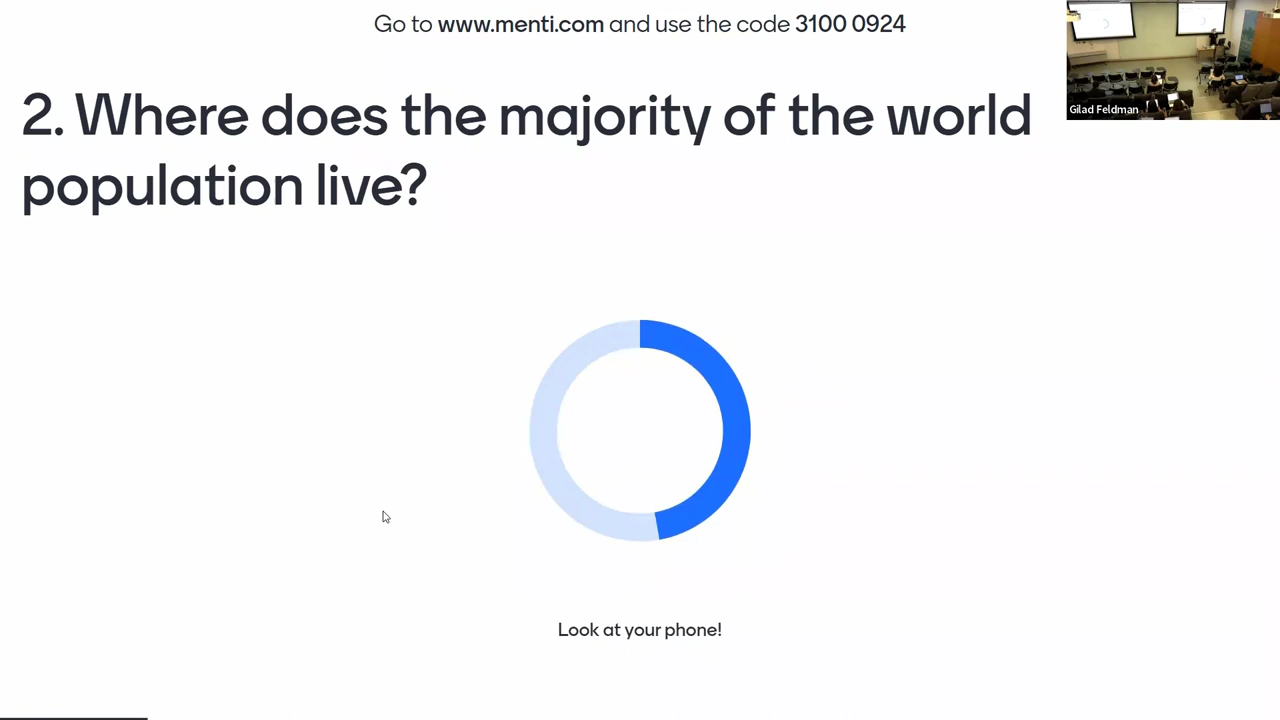 Go to www.menti.com and use the code 3100 0924
2. Where does the majority of the world
population live?
Gilad Feldman
Look at your phone!